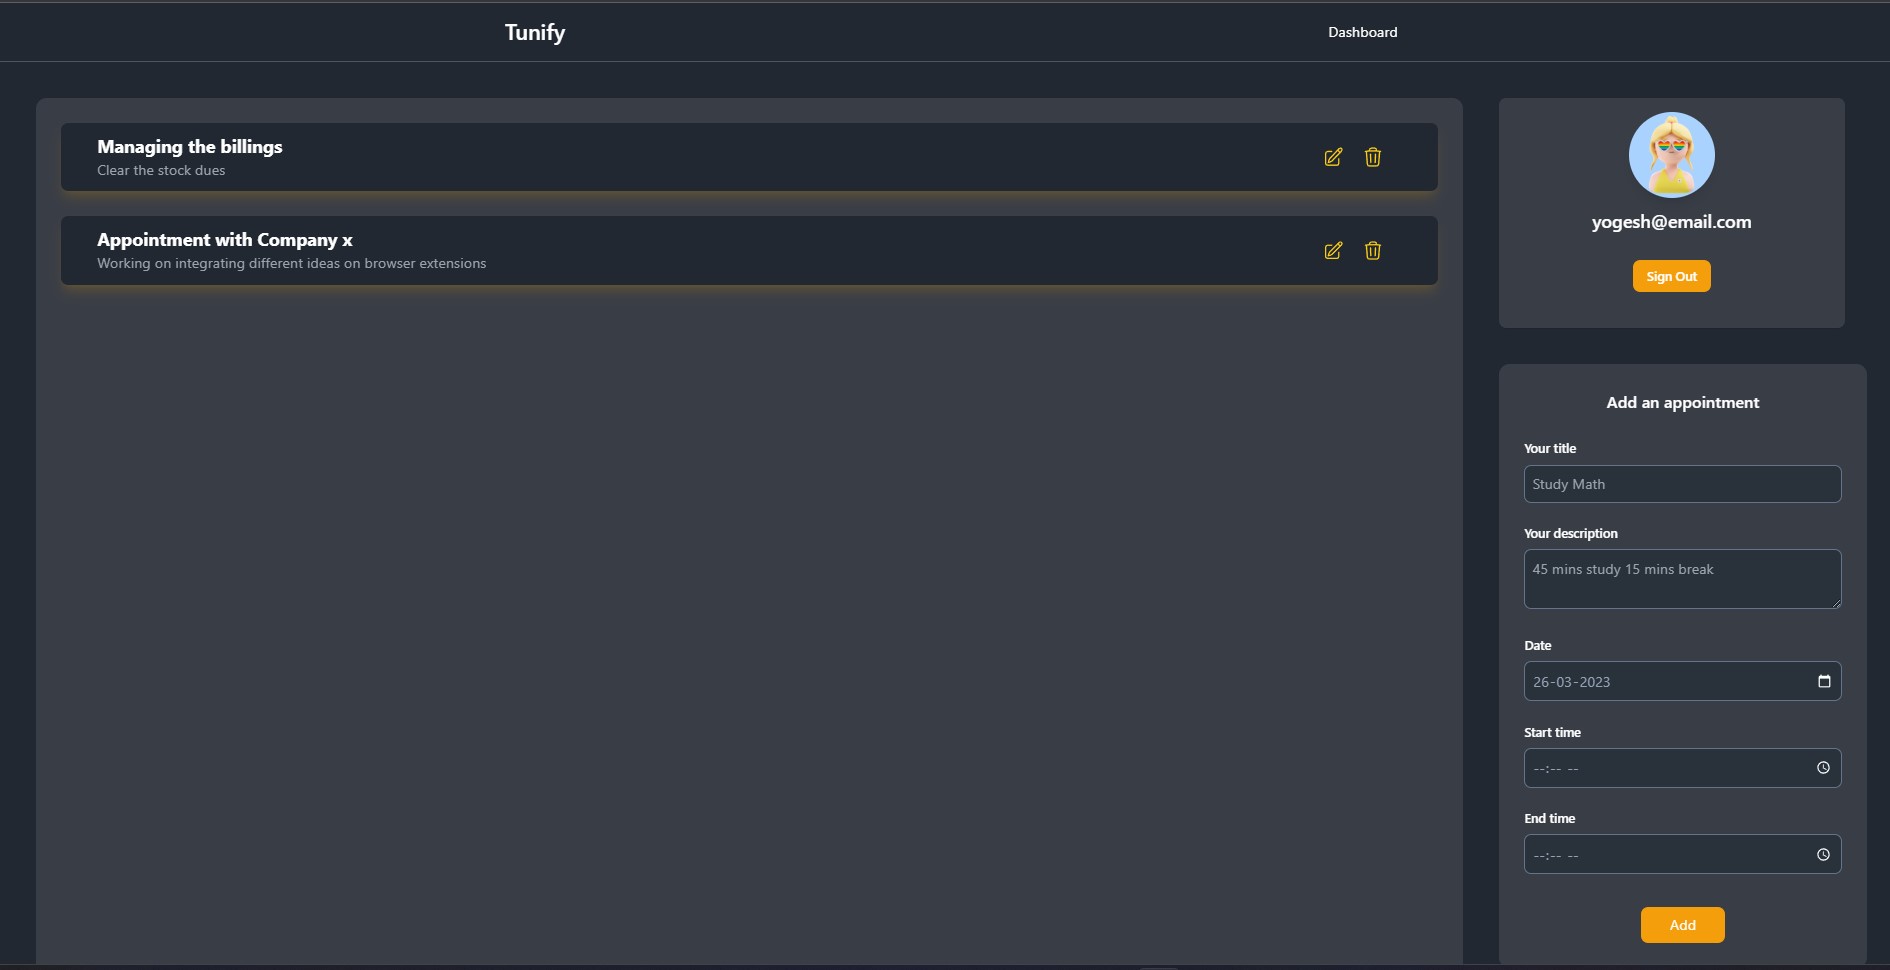 Tunify
Dashboard
Managing the billings
Clear the stock dues
Appointment with Company x
Working on integrating different ideas on browser extensions
yogesh@email.com
Sign Out
Add an appointment
Your title
Study Math
Your description
45 mins study 15 mins break
Date
26-03-2023
Start time
--:-- --
End time
--:-- --
Add